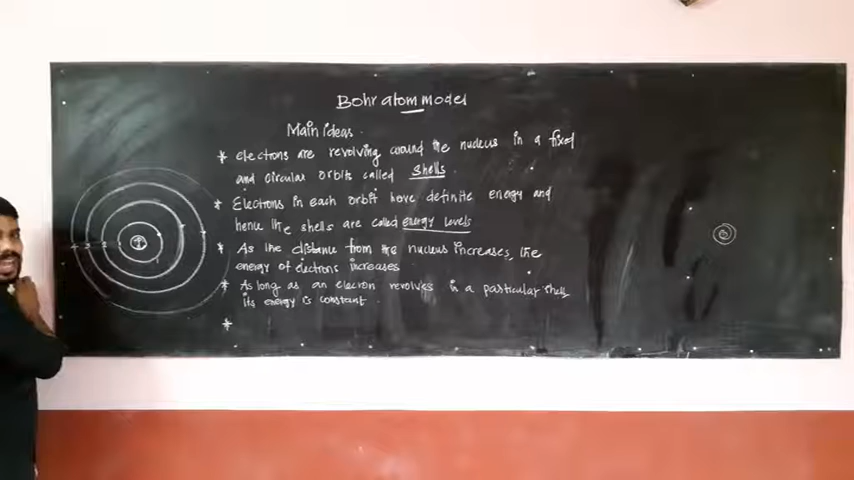 Bohr atom model
Main ideas
* electrons are revolving around the nucleus in a fixed
and circular orbits called shells
* Electrons in each orbit have definite energy and
henu the shells are called energy levels
* As the distance from the nucleus increases, the
energy of electrons increases
* As long as an elecron revolves in a particular shell
its energy is constant
*